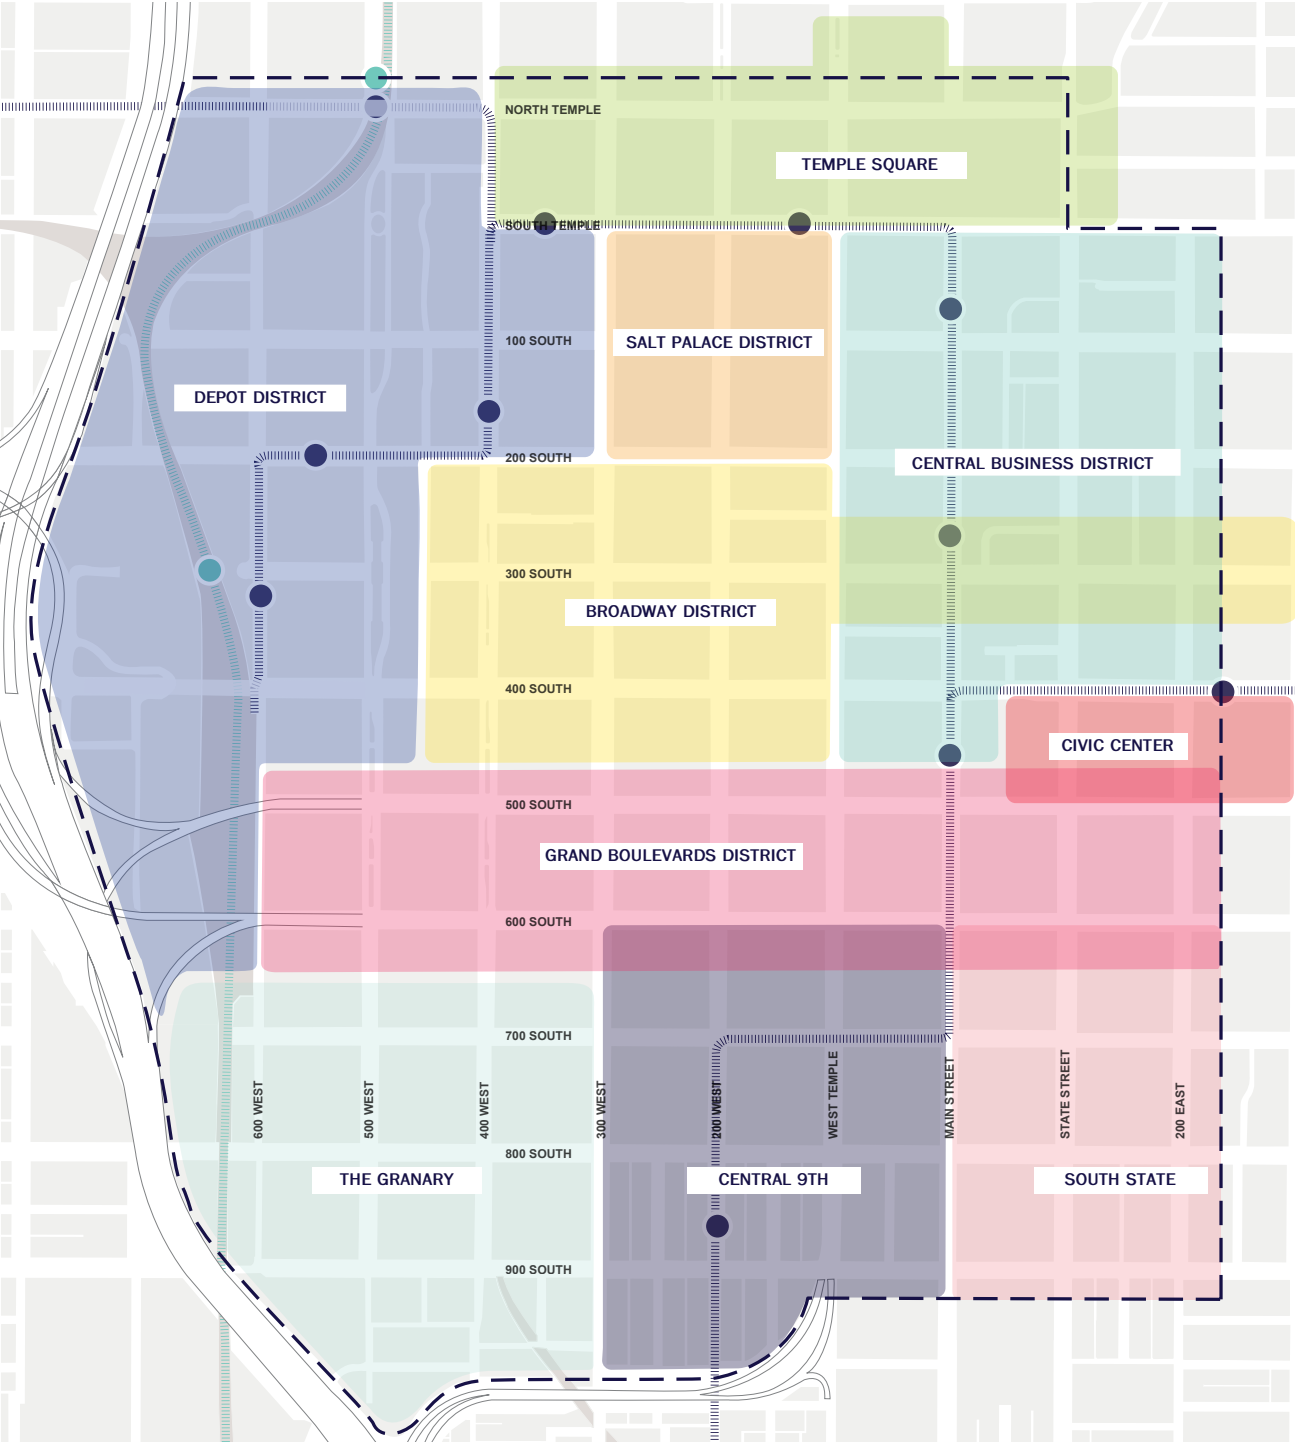 NORTH TEMPLE
TEMPLE SQUARE
SOUTH TEMPLE
100 SOUTH
SALT PALACE DISTRICT
DEPOT DISTRICT
200 SOUTH
CENTRAL BUSINESS DISTRICT
300 SOUTH
BROADWAY DISTRICT
400 SOUTH
CIVIC CENTER
500 SOUTH
GRAND BOULEVARDS DISTRICT
600 SOUTH
700 SOUTH
600 WEST
500 WEST
400 WEST
300 WEST
200 WEST
WEST TEMPLE
MAIN STREET
STATE STREET
200 EAST
800 SOUTH
THE GRANARY
CENTRAL 9TH
SOUTH STATE
900 SOUTH